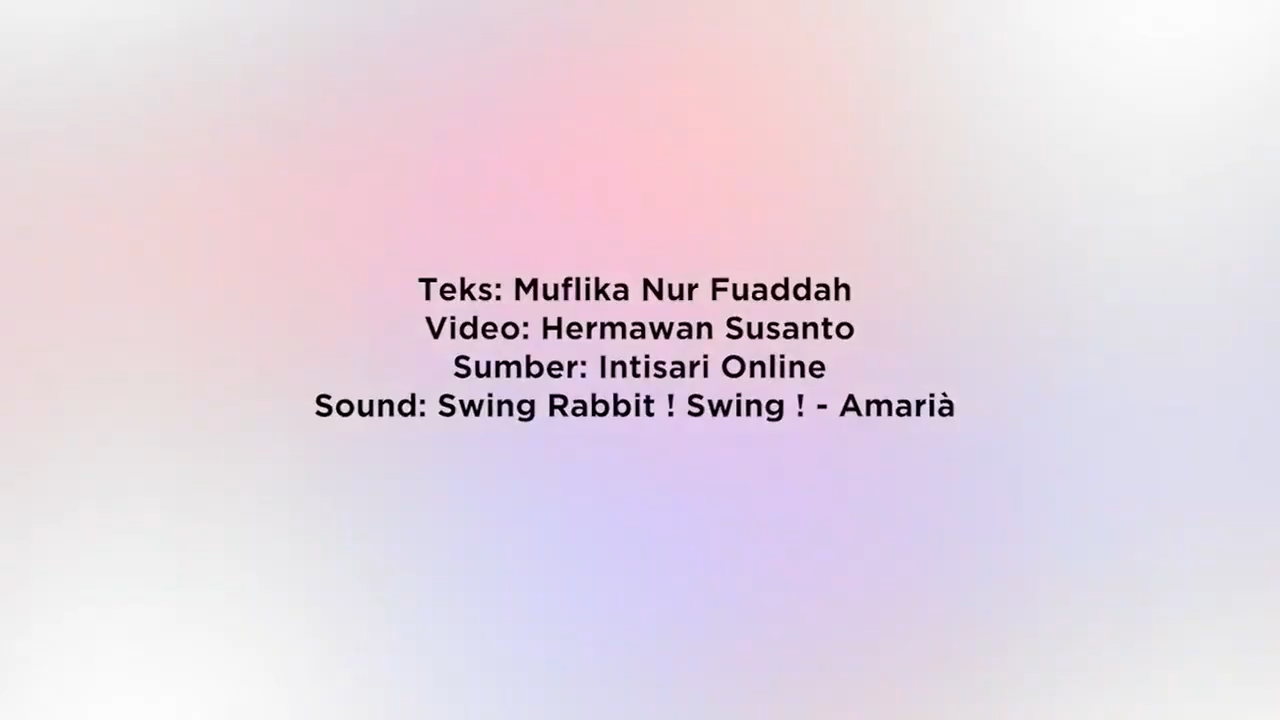 Teks: Muflika Nur Fuaddah
Video: Hermawan Susanto
Sumber: Intisari Online
Sound: Swing Rabbit ! Swing ! - Amarià